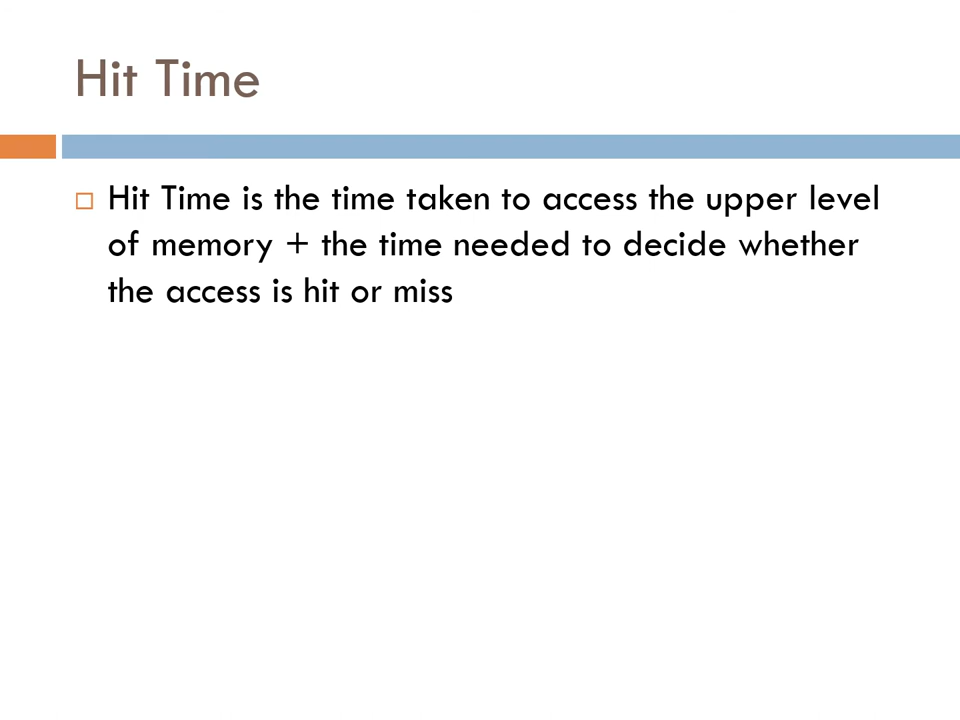 Hit Time
Hit Time is the time taken to access the upper level
of memory + the time needed to decide whether
the access is hit or miss